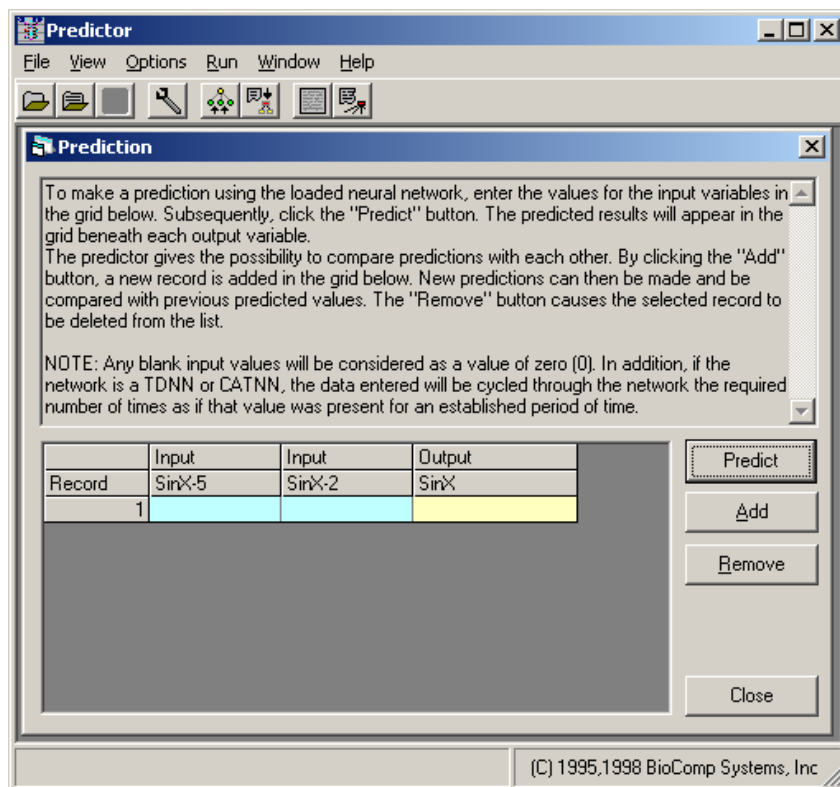 Predictor
File View Options Run Window Help
Prediction
To make a prediction using the loaded neural network, enter the values for the input variables in
the grid below. Subsequently, click the "Predict" button. The predicted results will appear in the
grid beneath each output variable.
The predictor gives the possibility to compare predictions with each other. By clicking the "Add"
button, a new record is added in the grid below. New predictions can then be made and be
compared with previous predicted values. The "Remove" button causes the selected record to
be deleted from the list.
NOTE: Any blank input values will be considered as a value of zero (0). In addition, if the
network is a TDNN or CATNN, the data entered will be cycled through the network the required
number of times as if that value was present for an established period of time.
Input Input Output
Record SinX-5 SinX-2 SinX
1
Predict
Add
Remove
Close
(C) 1995,1998 BioComp Systems, Inc